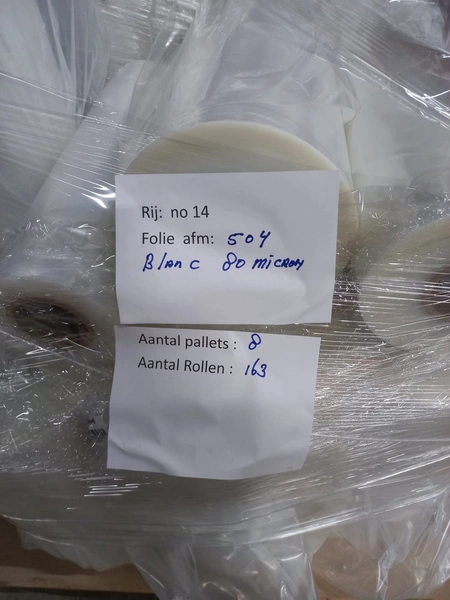 Rij: no 14
Folie afm: 504
Blanc 80 micron
Aantal pallets : 8
Aantal Rollen : 163